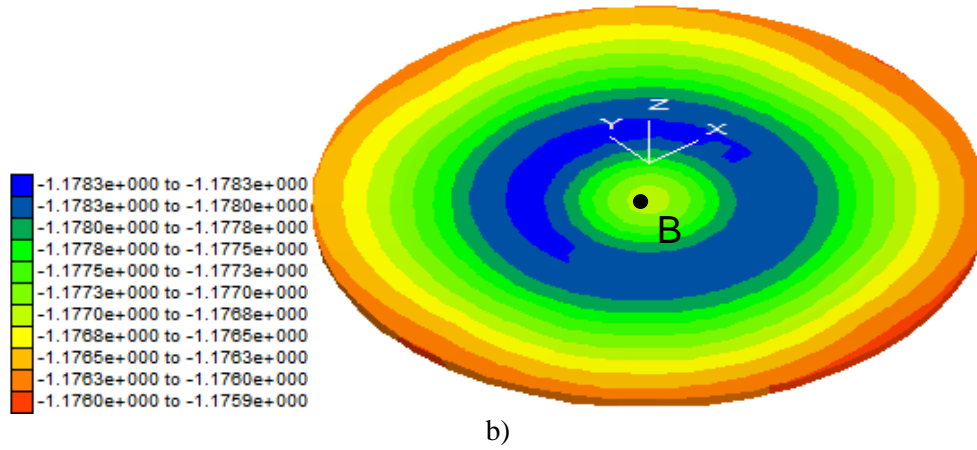 Z
Y X
B
-1.1783e+000 to -1.1783e+000
-1.1783e+000 to -1.1780e+000
-1.1780e+000 to -1.1778e+000
-1.1778e+000 to -1.1775e+000
-1.1775e+000 to -1.1773e+000
-1.1773e+000 to -1.1770e+000
-1.1770e+000 to -1.1768e+000
-1.1768e+000 to -1.1765e+000
-1.1765e+000 to -1.1763e+000
-1.1763e+000 to -1.1760e+000
-1.1760e+000 to -1.1759e+000
b)